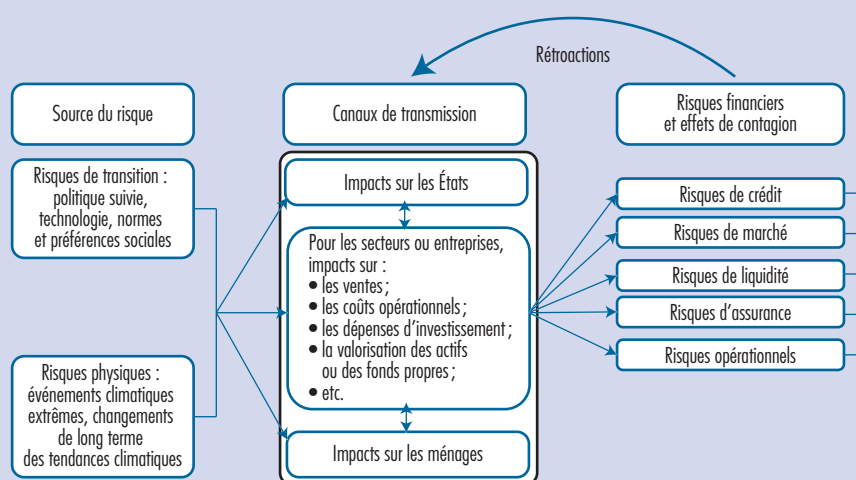 Rétroactions
Source du risque
Canaux de transmission
Risques financiers
et effets de contagion
Risques de transition :
politique suivie,
technologie, normes
et préférences sociales
Risques physiques :
événements climatiques
extrêmes, changements
de long terme
des tendances climatiques
Impacts sur les États
Pour les secteurs ou entreprises,
impacts sur :
• les ventes ;
• les coûts opérationnels ;
• les dépenses d'investissement ;
• la valorisation des actifs
ou des fonds propres ;
• etc.
Impacts sur les ménages
Risques de crédit
Risques de marché
Risques de liquidité
Risques d'assurance
Risques opérationnels